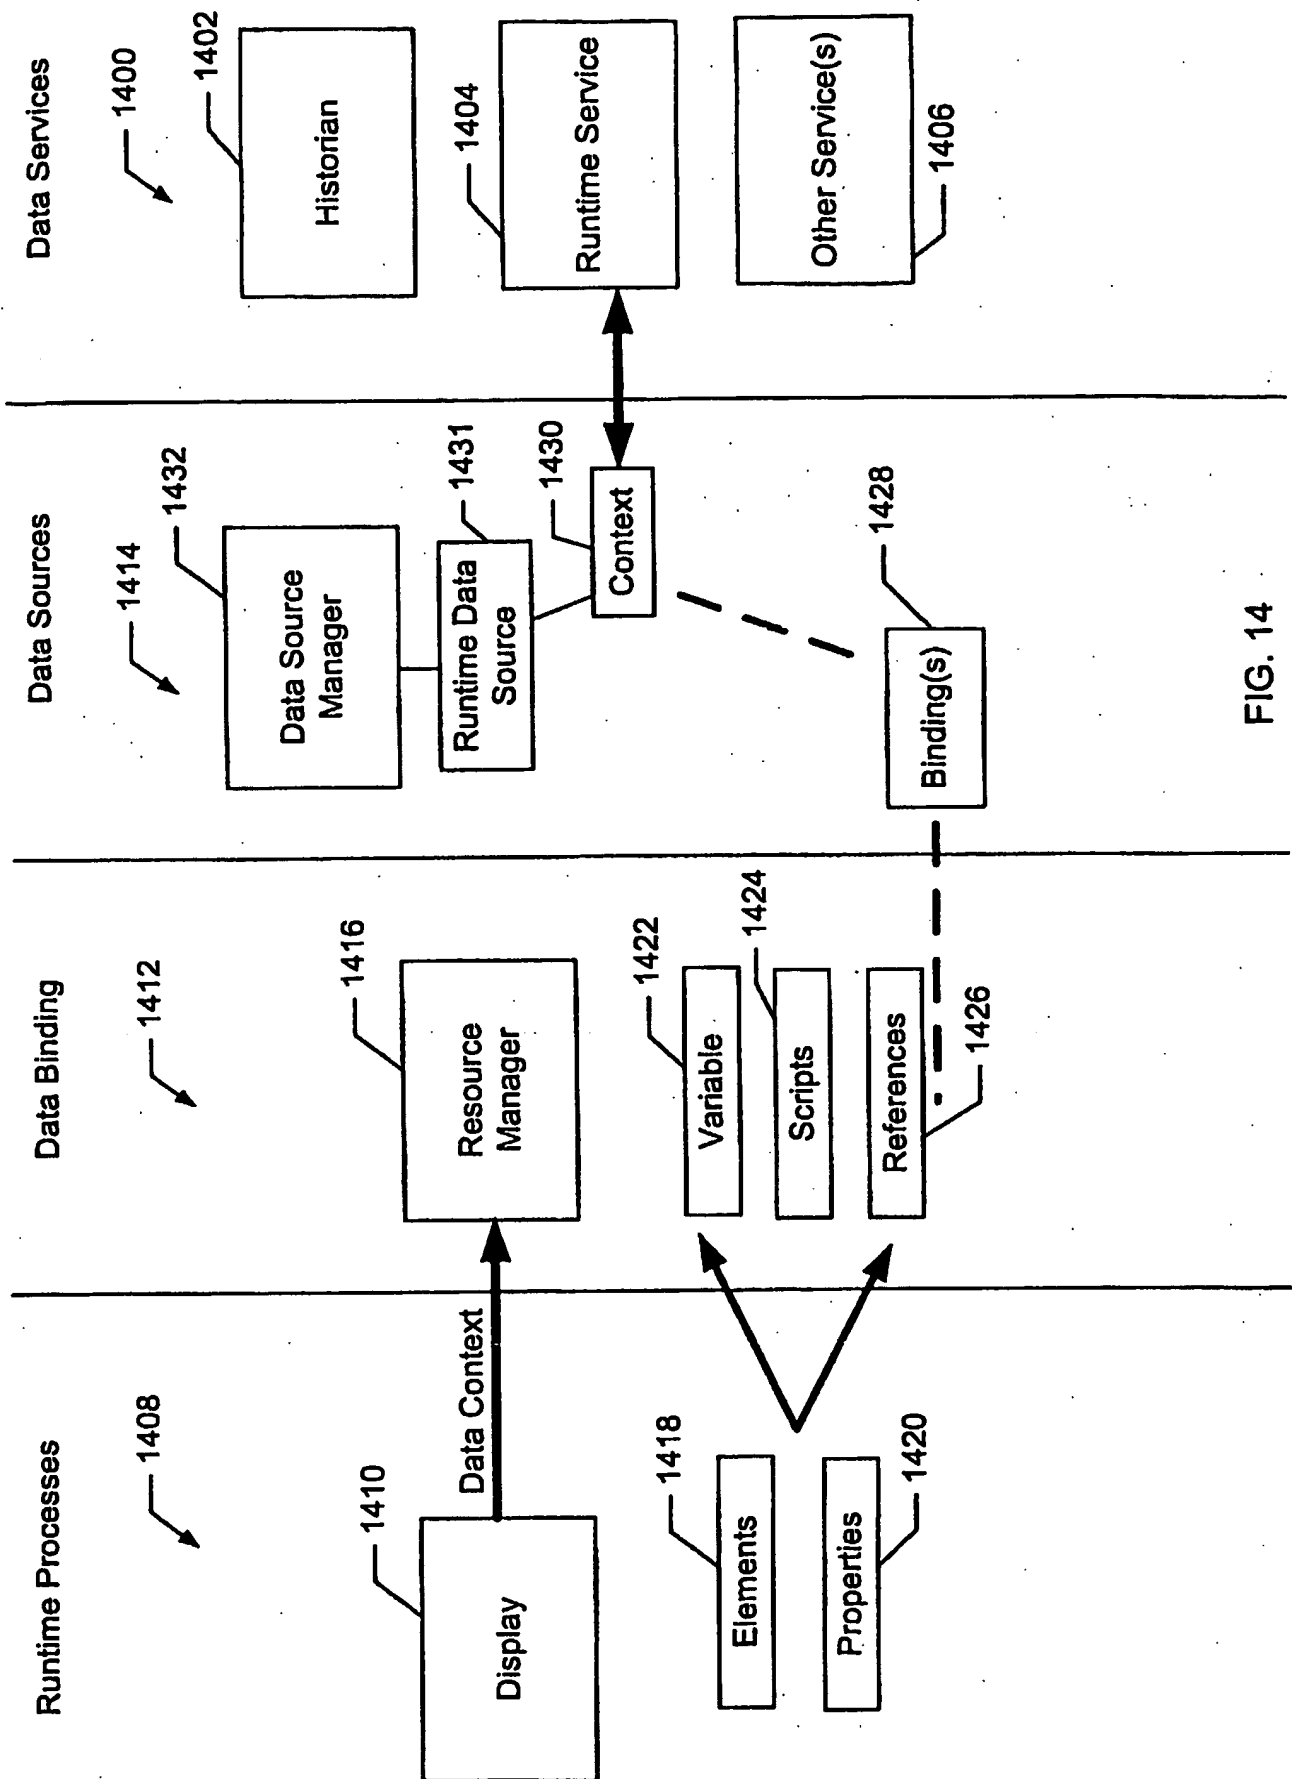 Runtime Processes
1408
1410
Display
Data Context
1418
Elements
Properties
1420
Data Binding
1412
1416
Resource
Manager
1422
Variable
1424
Scripts
References
1426
Data Sources
1414
1432
Data Source
Manager
1431
Runtime Data
Source
1430
Context
1428
Binding(s)
Data Services
1400
1402
Historian
1404
Runtime Service
Other Service(s)
1406
FIG. 14